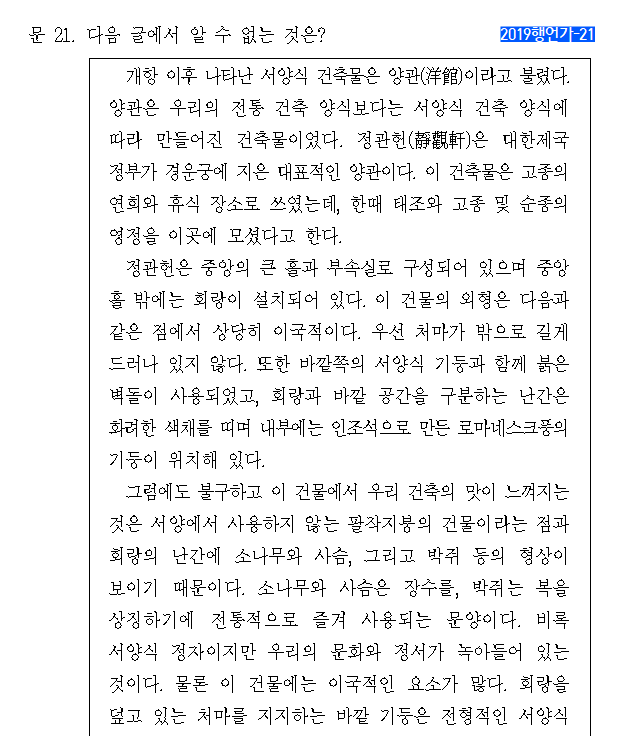 문 21. 다음 글에서 알 수 없는 것은?
2019행언가-21
개항 이후 나타난 서양식 건축물은 양관(洋館)이라고 불렸다.
양관은 우리의 전통 건축 양식보다는 서양식 건축 양식에
따라 만들어진 건축물이었다. 정관헌(靜觀軒)은 대한제국
정부가 경운궁에 지은 대표적인 양관이다. 이 건축물은 고종의
연회와 휴식 장소로 쓰였는데, 한때 태조와 고종 및 순종의
영정을 이곳에 모셨다고 한다.
정관헌은 중앙의 큰 홀과 부속실로 구성되어 있으며 중앙
홀 밖에는 회랑이 설치되어 있다. 이 건물의 외형은 다음과
같은 점에서 상당히 이국적이다. 우선 처마가 밖으로 길게
드러나 있지 않다. 또한 바깥쪽의 서양식 기둥과 함께 붉은
벽돌이 사용되었고, 회랑과 바깥 공간을 구분하는 난간은
화려한 색채를 띠며 내부에는 인조석으로 만든 로마네스크풍의
기둥이 위치해 있다.
그럼에도 불구하고 이 건물에서 우리 건축의 맛이 느껴지는
것은 서양에서 사용하지 않는 팔작지붕의 건물이라는 점과
회랑의 난간에 소나무와 사슴, 그리고 박쥐 등의 형상이
보이기 때문이다. 소나무와 사슴은 장수를, 박쥐는 복을
상징하기에 전통적으로 즐겨 사용되는 문양이다. 비록
서양식 정자이지만 우리의 문화와 정서가 녹아들어 있는
것이다. 물론 이 건물에는 이국적인 요소가 많다. 회랑을
덮고 있는 처마를 지지하는 바깥 기둥은 전형적인 서양식